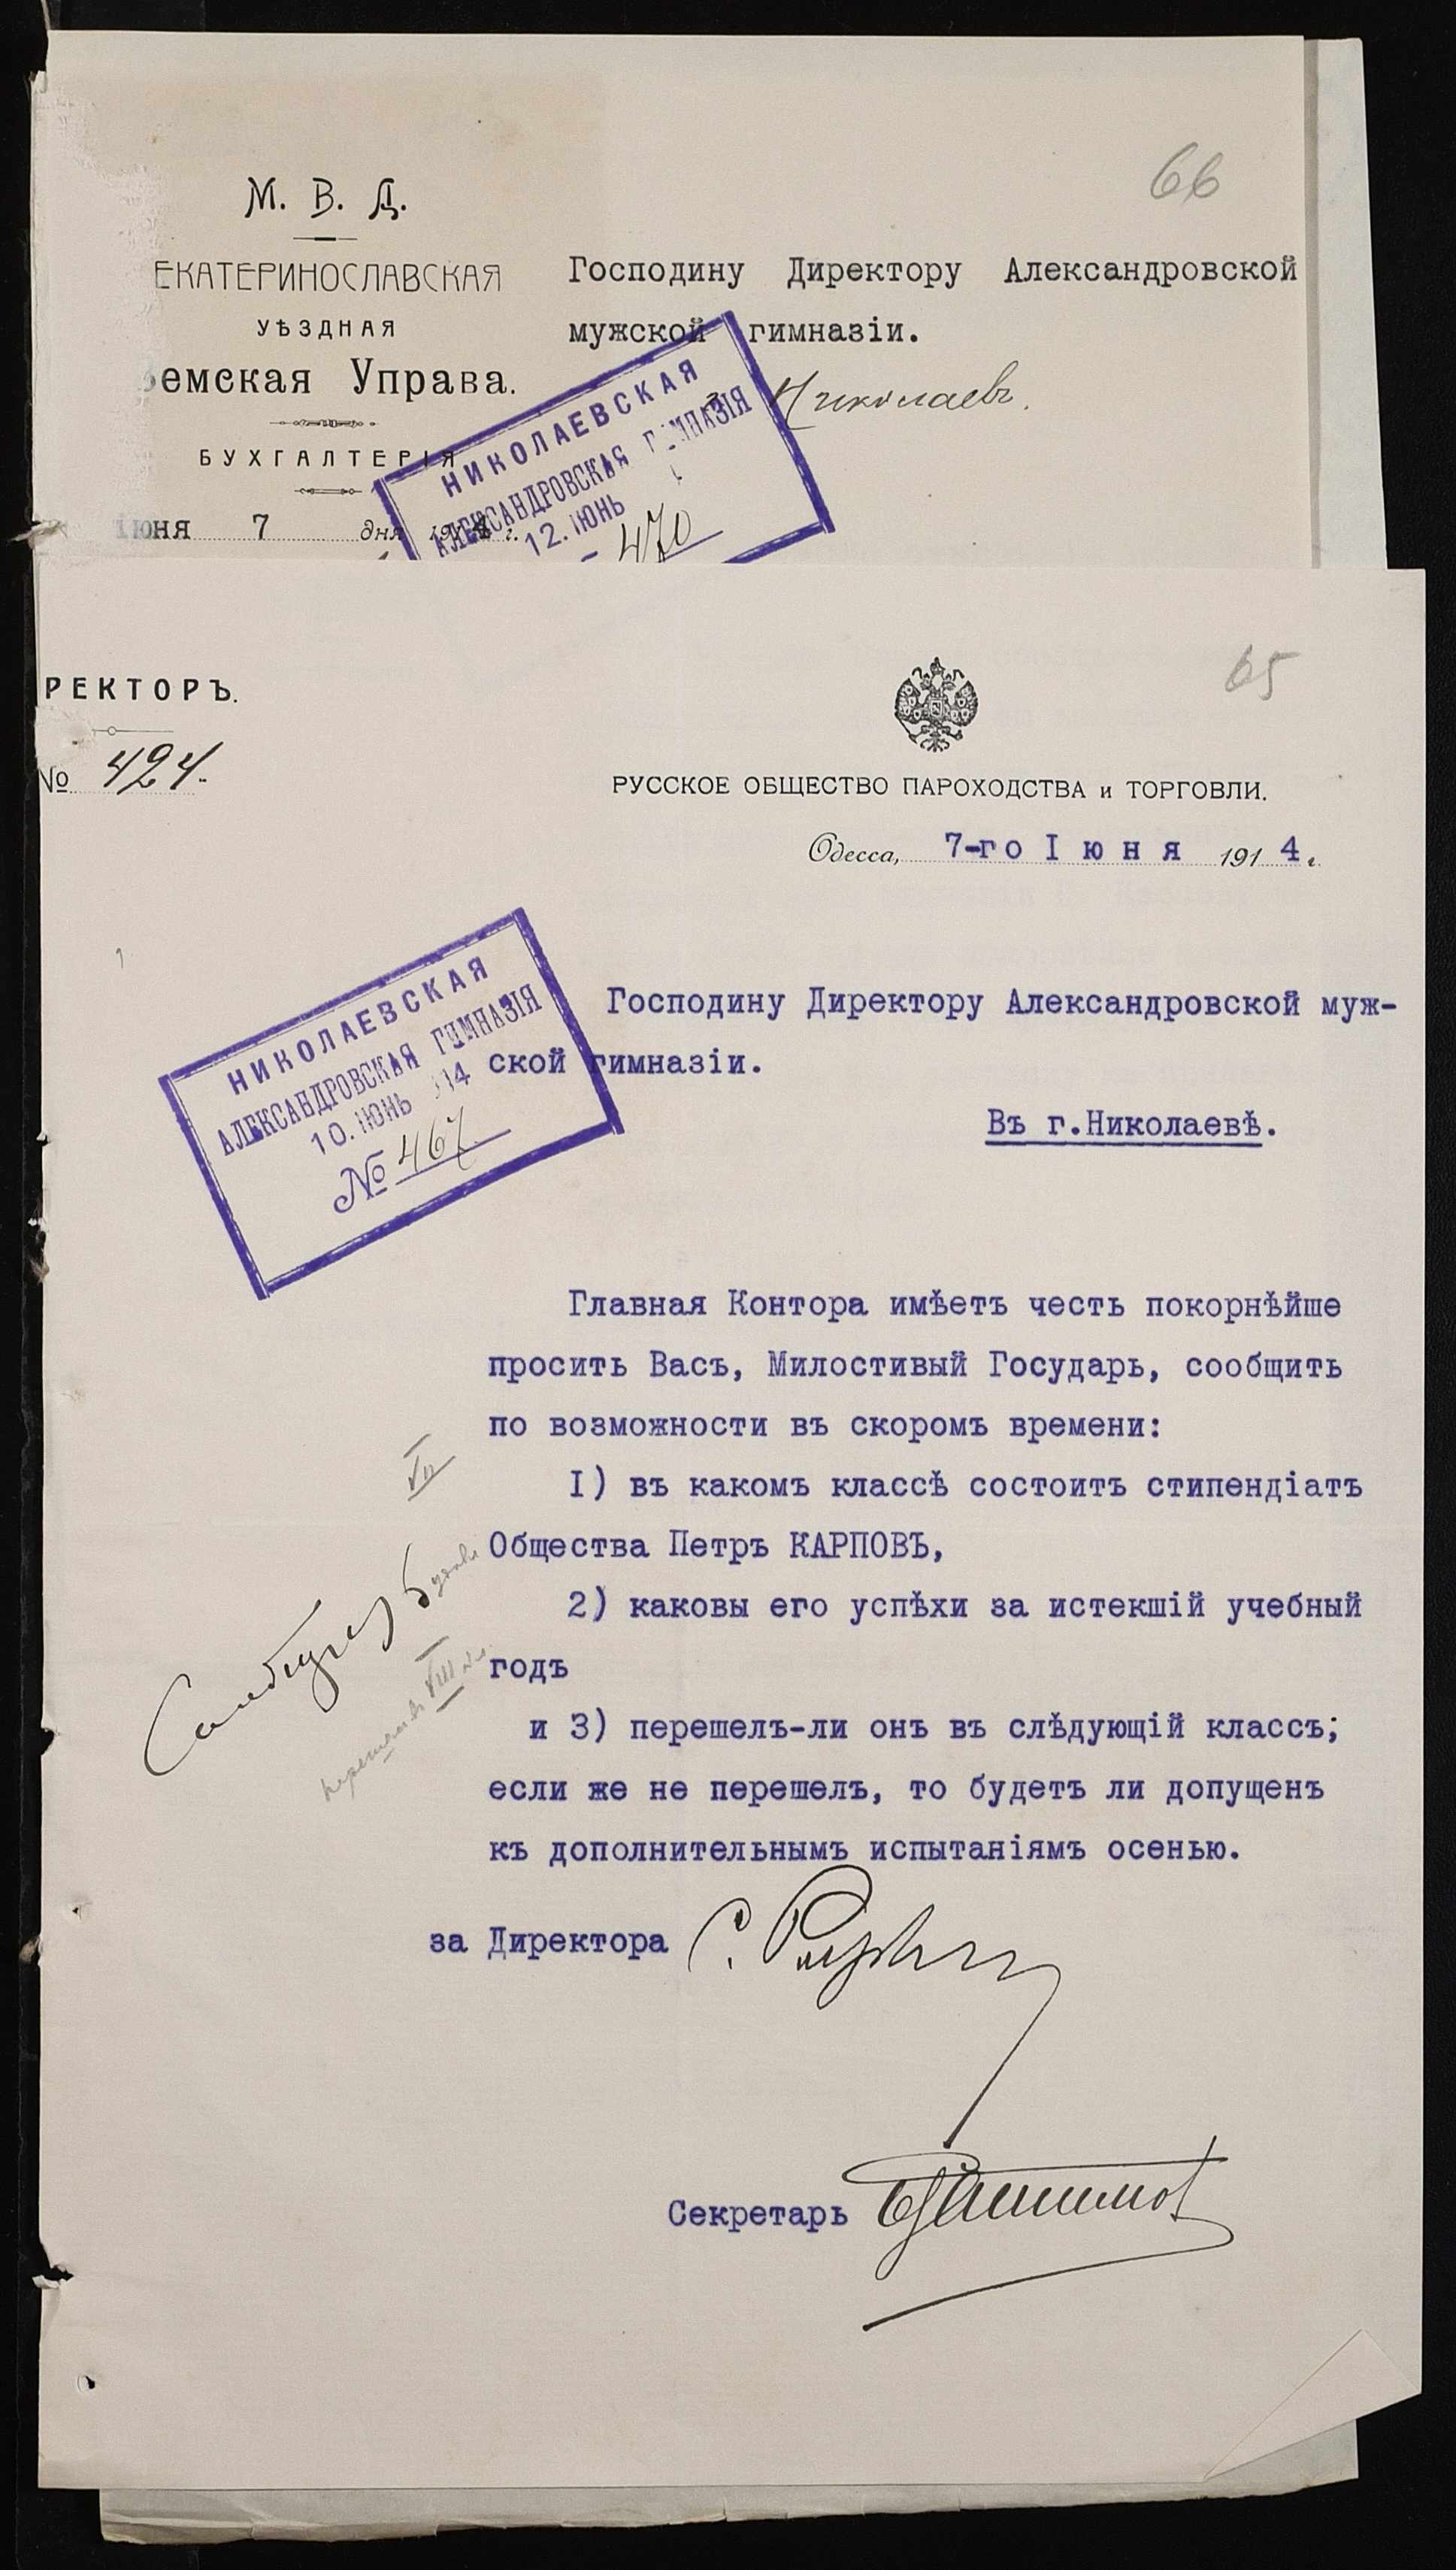 66
М. В. Д.
ЕКАТЕРИНОСЛАВСКАЯ
УѢЗДНАЯ
Земская Управа.
БУХГАЛТЕРІЯ
іюня 7 дня 1914 г.
Господину Директору Александровской
мужской гимназіи.
г. Николаевъ.
НИКОЛАЕВСКАЯ
АЛЕКСАНДРОВСКАЯ ГИМНАЗІЯ
12. ІЮНЬ
470
65
РЕКТОРЪ.
№ 424.
РУССКОЕ ОБЩЕСТВО ПАРОХОДСТВА и ТОРГОВЛИ.
Одесса, 7-го Іюня 1914 г.
НИКОЛАЕВСКАЯ
АЛЕКСАНДРОВСКАЯ ГИМНАЗІЯ
10. ІЮНЬ 914
№ 467
Господину Директору Александровской муж-
ской гимназіи.
Въ г.Николаевѣ.
Главная Контора имѣетъ честь покорнѣйше
просить Васъ, Милостивый Государь, сообщить
по возможности въ скоромъ времени:
I) въ какомъ классѣ состоитъ стипендіатъ
Общества Петръ КАРПОВЪ,
2) каковы его успѣхи за истекшій учебный
годъ
и 3) перешелъ-ли онъ въ слѣдующій классъ;
если же не перешелъ, то будетъ ли допущенъ
къ дополнительнымъ испытаніямъ осенью.
VII
VIII
за Директора
Секретарь